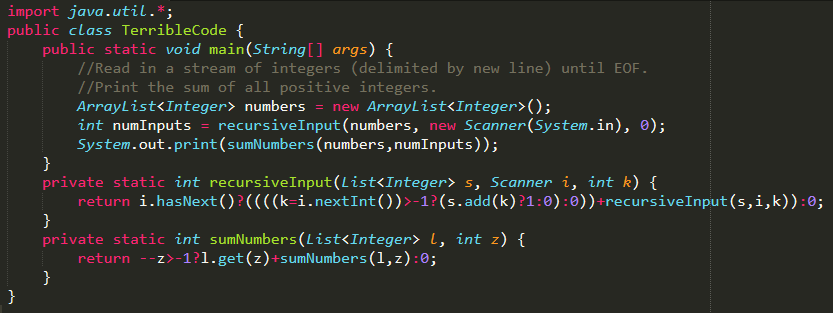 import java.util.*;
public class TerribleCode {
    public static void main(String[] args) {
        //Read in a stream of integers (delimited by new line) until EOF.
        //Print the sum of all positive integers.
        ArrayList<Integer> numbers = new ArrayList<Integer>();
        int numInputs = recursiveInput(numbers, new Scanner(System.in), 0);
        System.out.print(sumNumbers(numbers,numInputs));
    }
    private static int recursiveInput(List<Integer> s, Scanner i, int k) {
        return i.hasNext()?((((k=i.nextInt())>-1?(s.add(k)?1:0):0))+recursiveInput(s,i,k)):0;
    }
    private static int sumNumbers(List<Integer> l, int z) {
        return --z>-1?l.get(z)+sumNumbers(l,z):0;
    }
}